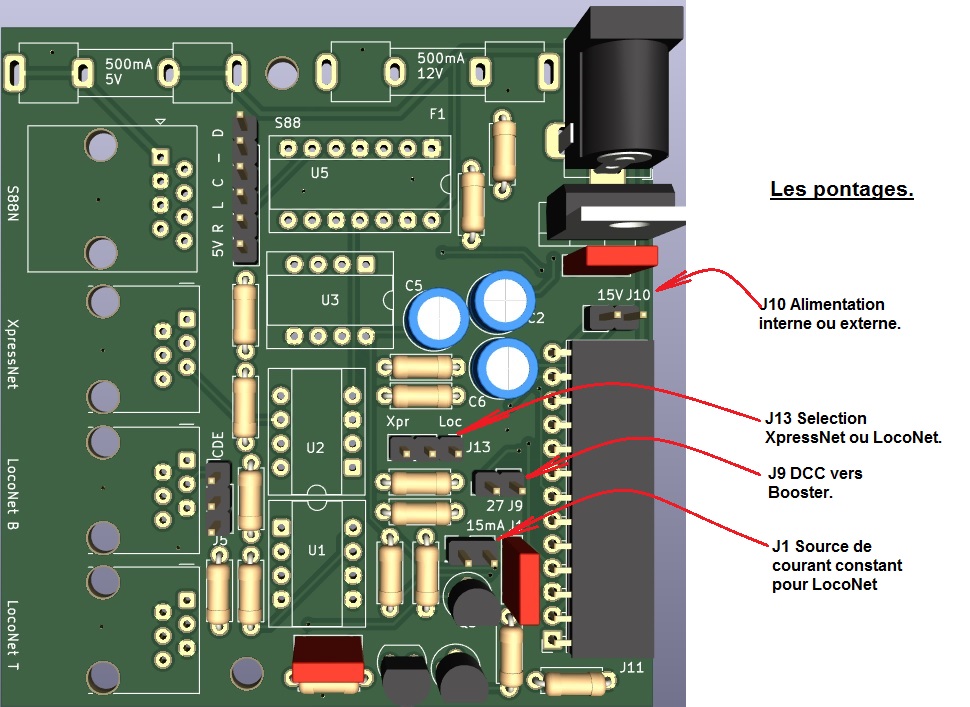 500mA
5V
500mA
12V
F1
S88
D
-
C
L
R
5V
U5
S88N
Les pontages.
U3
C5
C2
15V J10
J10 Alimentation
interne ou externe.
XpressNet
C6
Xpr Loc
J13
J13 Selection
XpressNet ou LocoNet.
CDE
U2
LocoNet B
27 J9
J9 DCC vers
Booster.
15mA J1
J5
U1
J1 Source de
courant constant
pour LocoNet
LocoNet T
J11